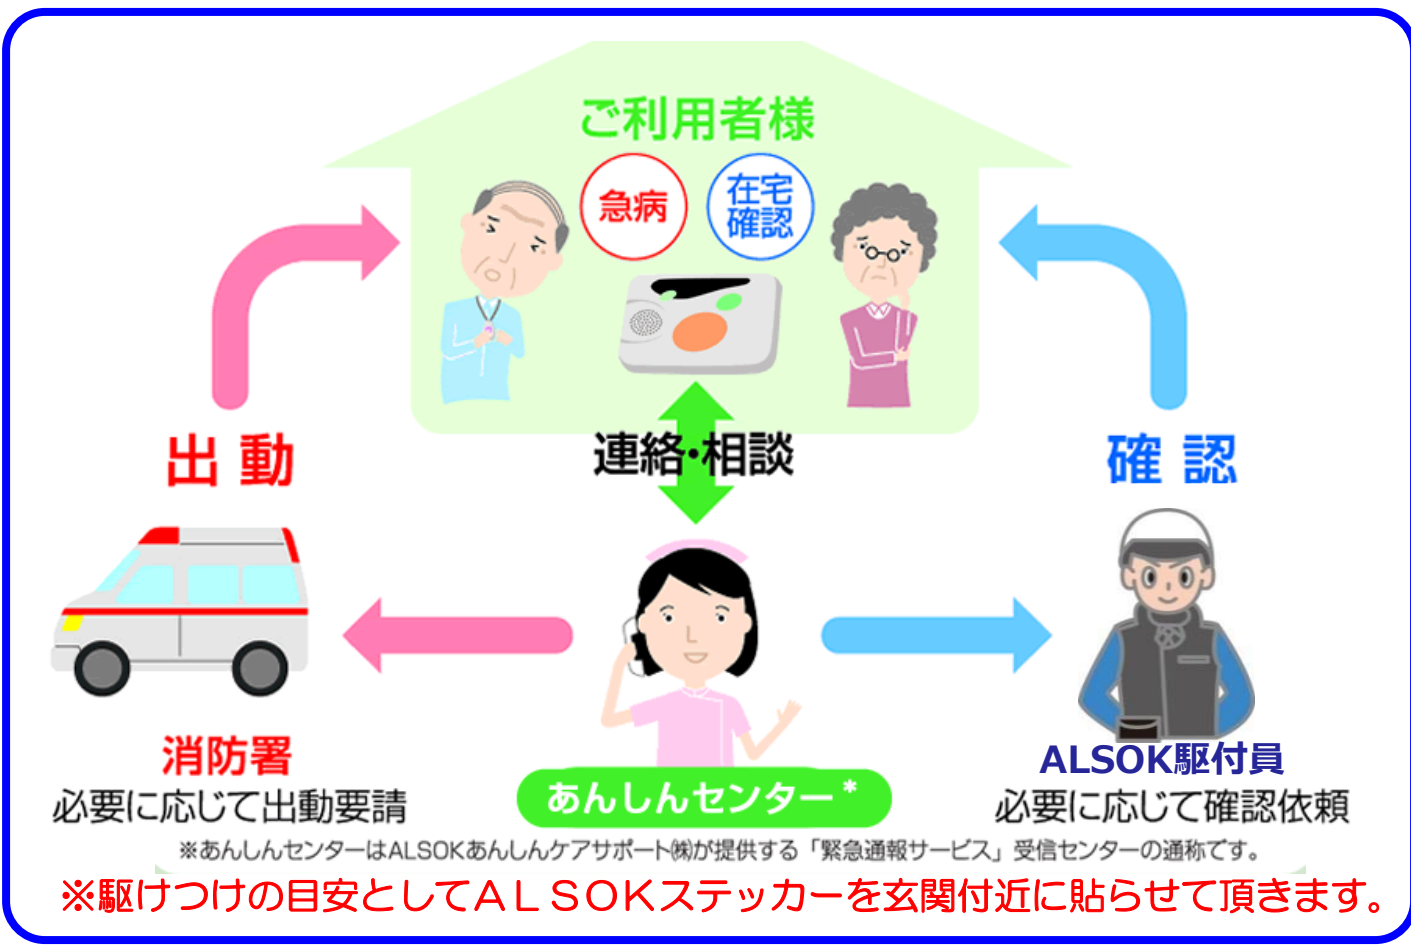 ご利用者様
急病
在宅
確認
連絡・相談
出動
確認
消防署
必要に応じて出動要請
あんしんセンター*
ALSOK駆付員
必要に応じて確認依頼
※あんしんセンターはALSOKあんしんケアサポート㈱が提供する「緊急通報サービス」受信センターの通称です。
※駆けつけの目安としてＡＬＳＯＫステッカーを玄関付近に貼らせて頂きます。